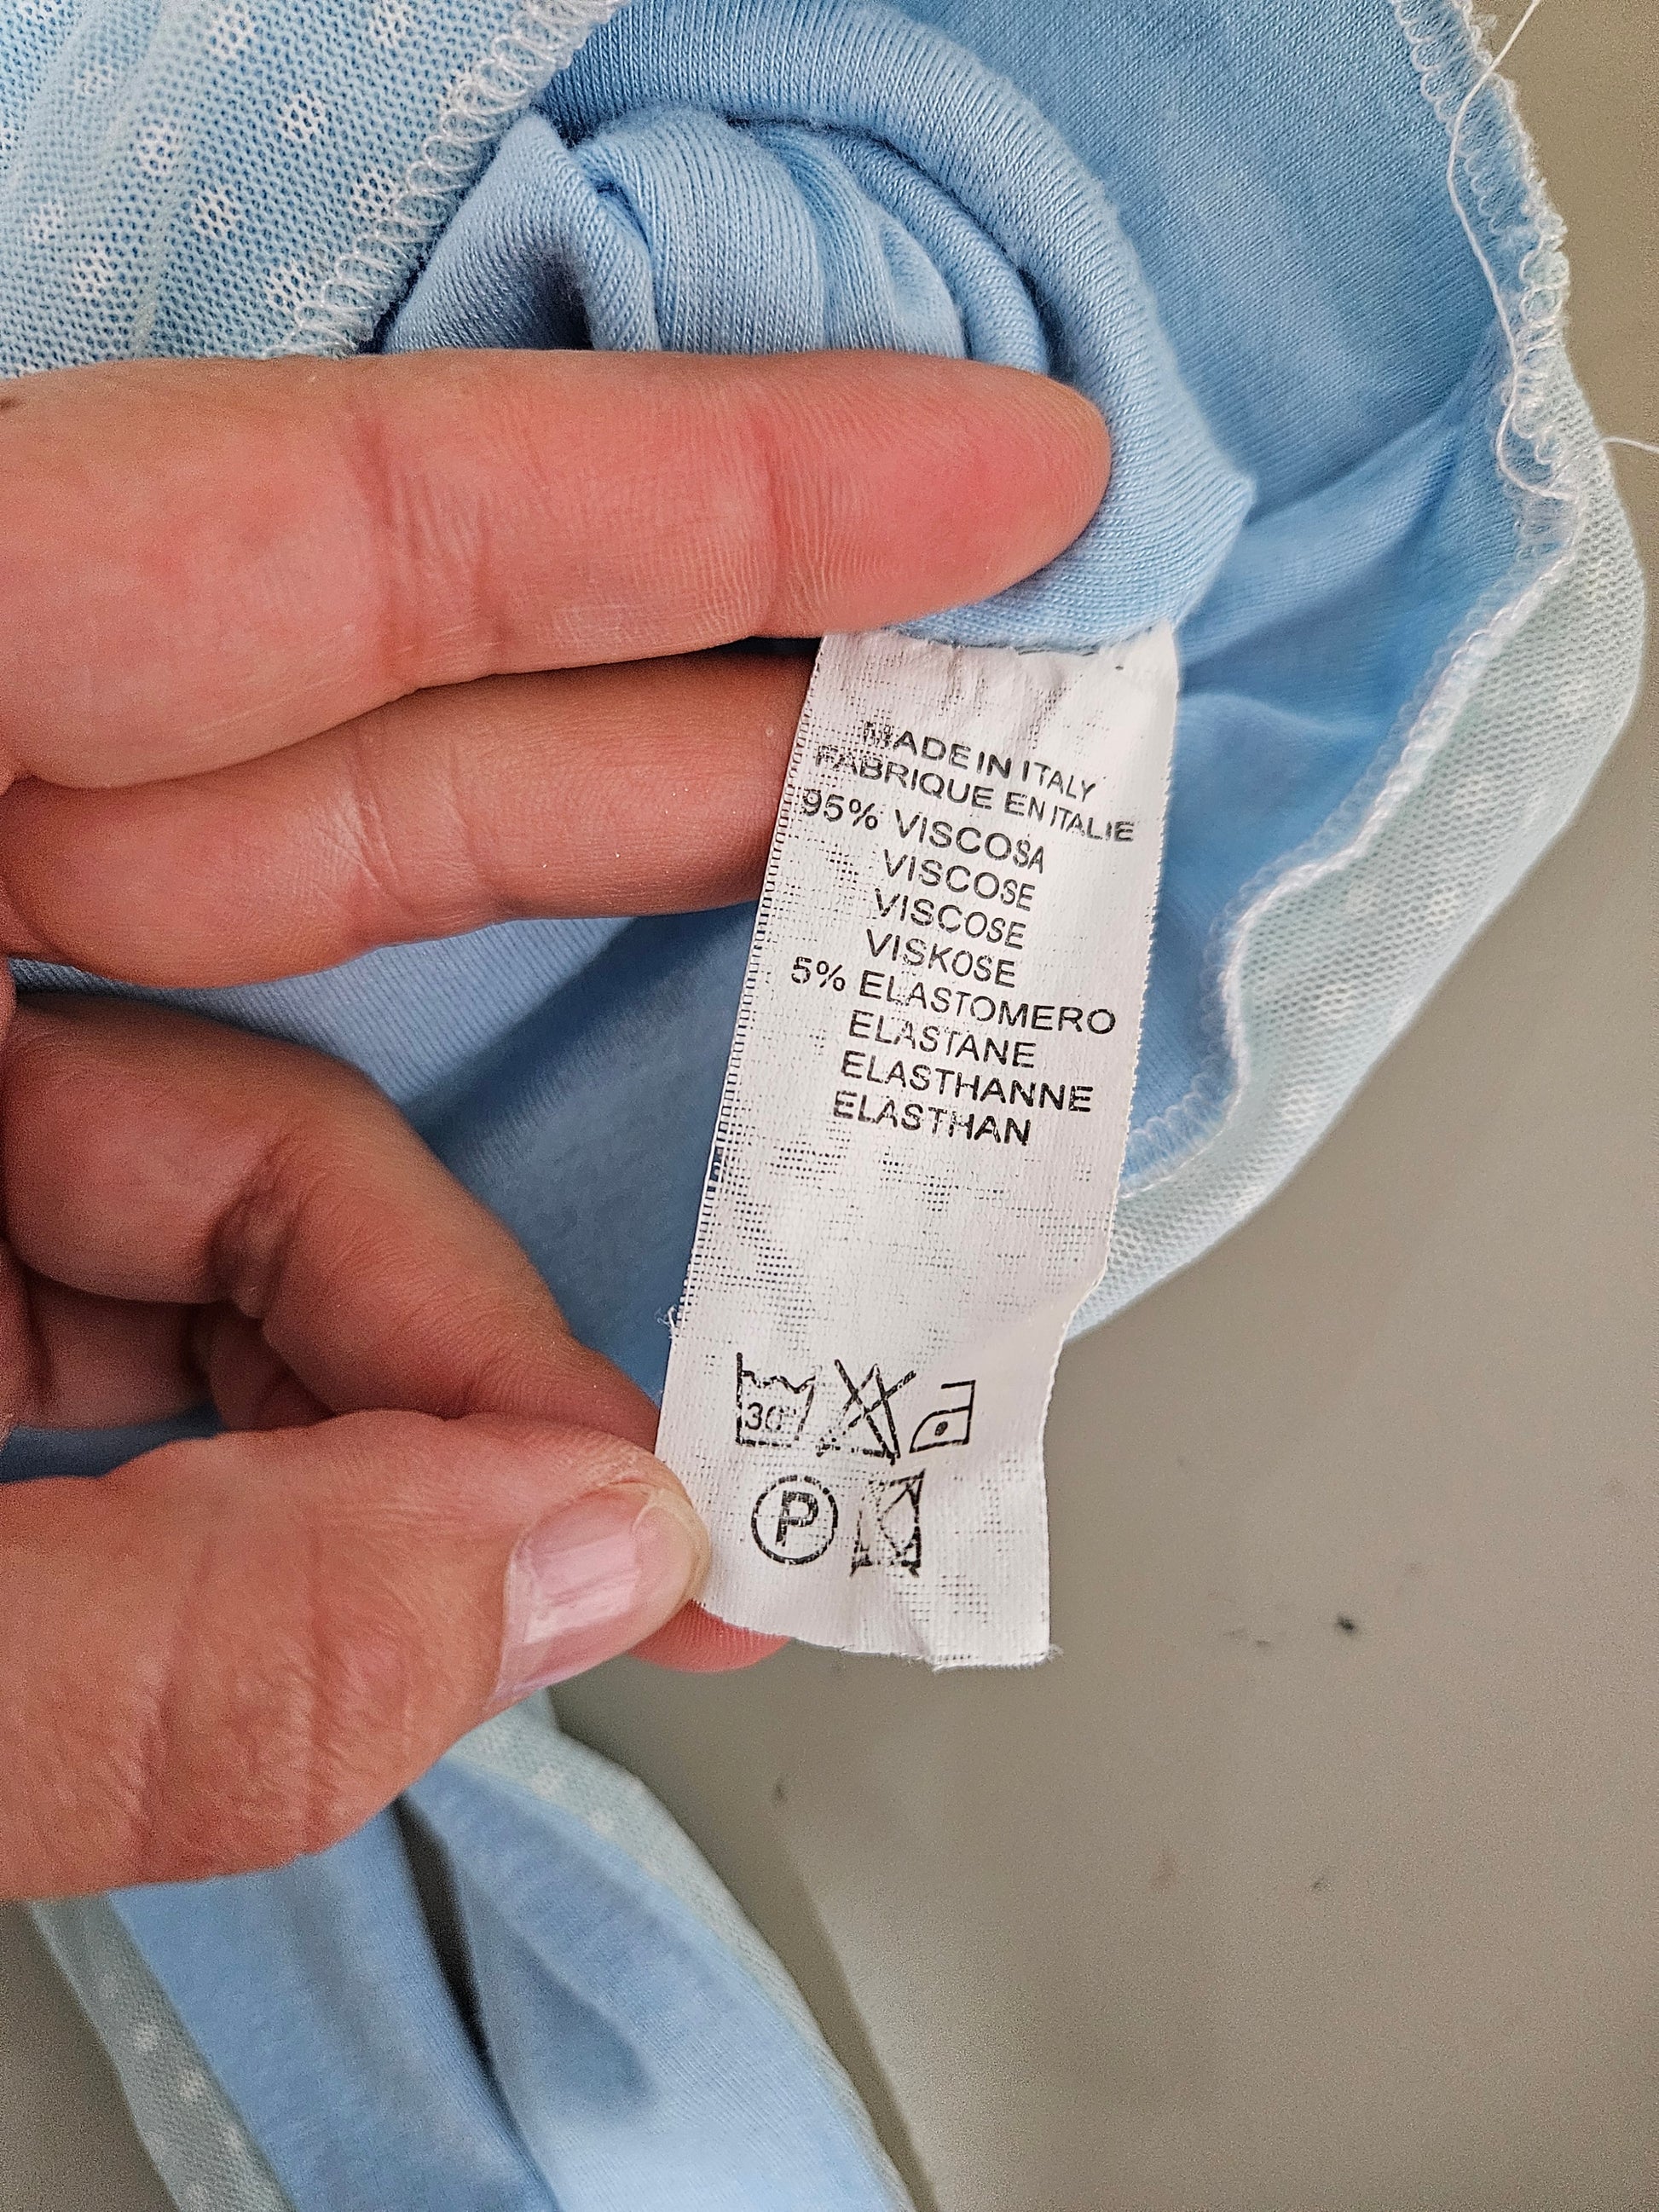 MADE IN ITALY
FABRIQUE EN ITALIE
95% VISCOSA
VISCOSE
VISCOSE
VISKOSE
5% ELASTOMERO
ELASTANE
ELASTHANNE
ELASTHAN
30°
P